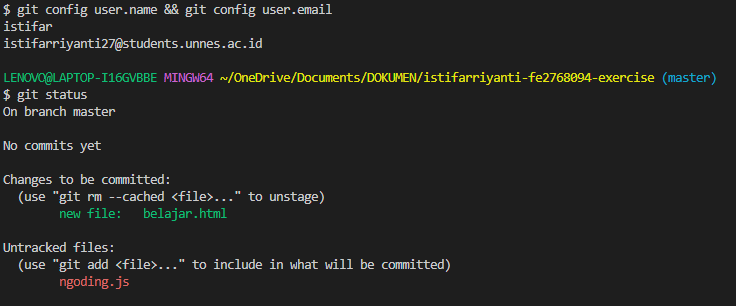 $ git config user.name && git config user.email
istifar
istifarriyanti27@students.unnes.ac.id
LENOVO@LAPTOP-I16GVBBE MINGW64 ~/OneDrive/Documents/DOKUMEN/istifarriyanti-fe2768094-exercise (master)
$ git status
On branch master
No commits yet
Changes to be committed:
(use "git rm --cached <file>..." to unstage)
new file:   belajar.html
Untracked files:
(use "git add <file>..." to include in what will be committed)
ngoding.js